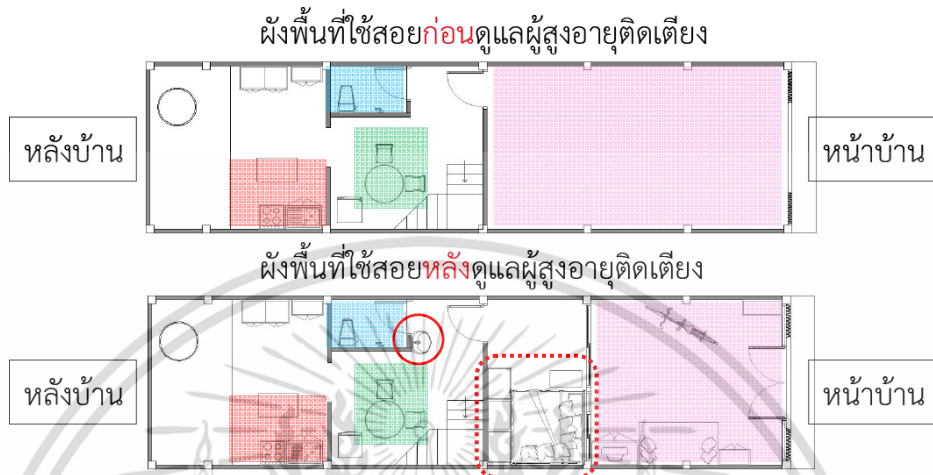 ผังพื้นที่ใช้สอยก่อนดูแลผู้สูงอายุติดเตียง
หลังบ้าน
หน้าบ้าน
ผังพื้นที่ใช้สอยหลังดูแลผู้สูงอายุติดเตียง
หลังบ้าน
หน้าบ้าน